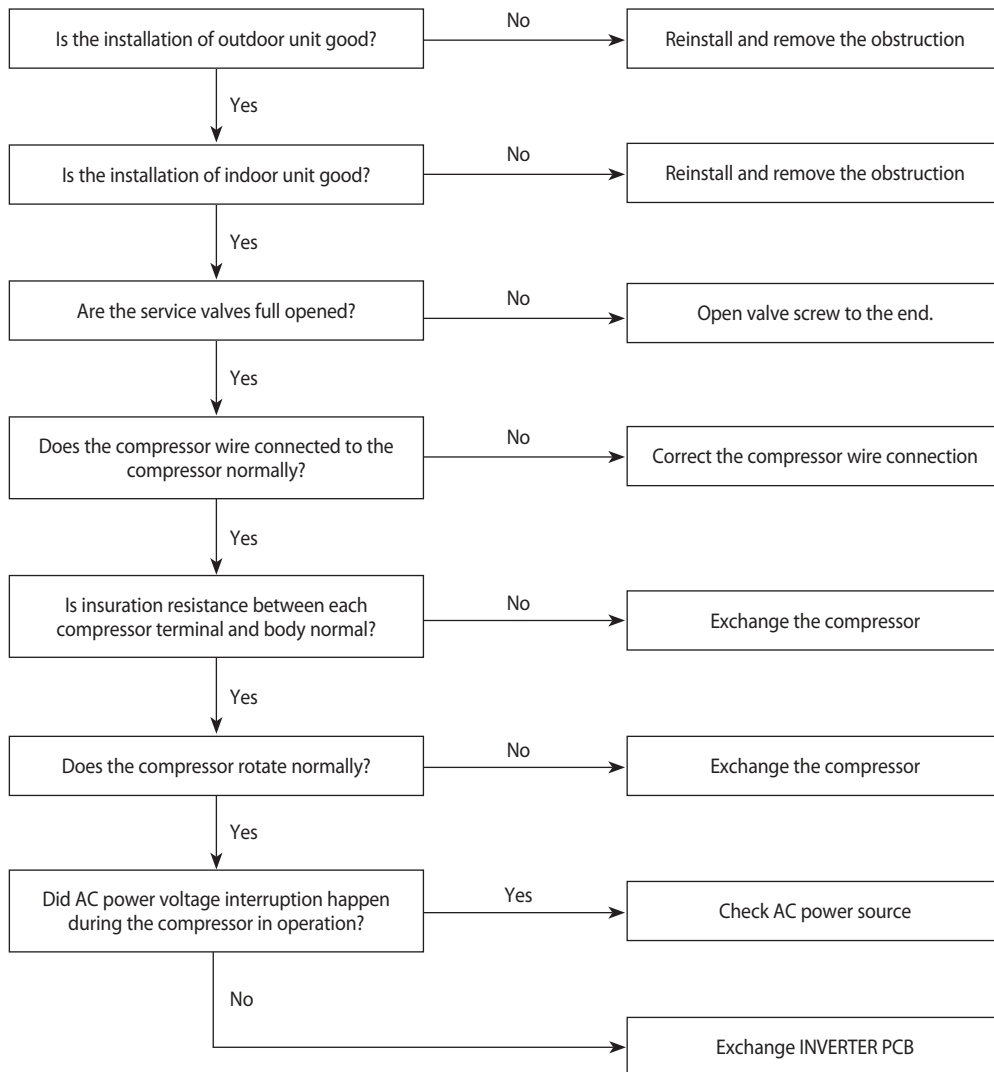 Is the installation of outdoor unit good?
No
Reinstall and remove the obstruction
Yes
Is the installation of indoor unit good?
No
Reinstall and remove the obstruction
Yes
Are the service valves full opened?
No
Open valve screw to the end.
Yes
Does the compressor wire connected to the
compressor normally?
No
Correct the compressor wire connection
Yes
Is insuration resistance between each
compressor terminal and body normal?
No
Exchange the compressor
Yes
Does the compressor rotate normally?
No
Exchange the compressor
Yes
Did AC power voltage interruption happen
during the compressor in operation?
Yes
Check AC power source
No
Exchange INVERTER PCB